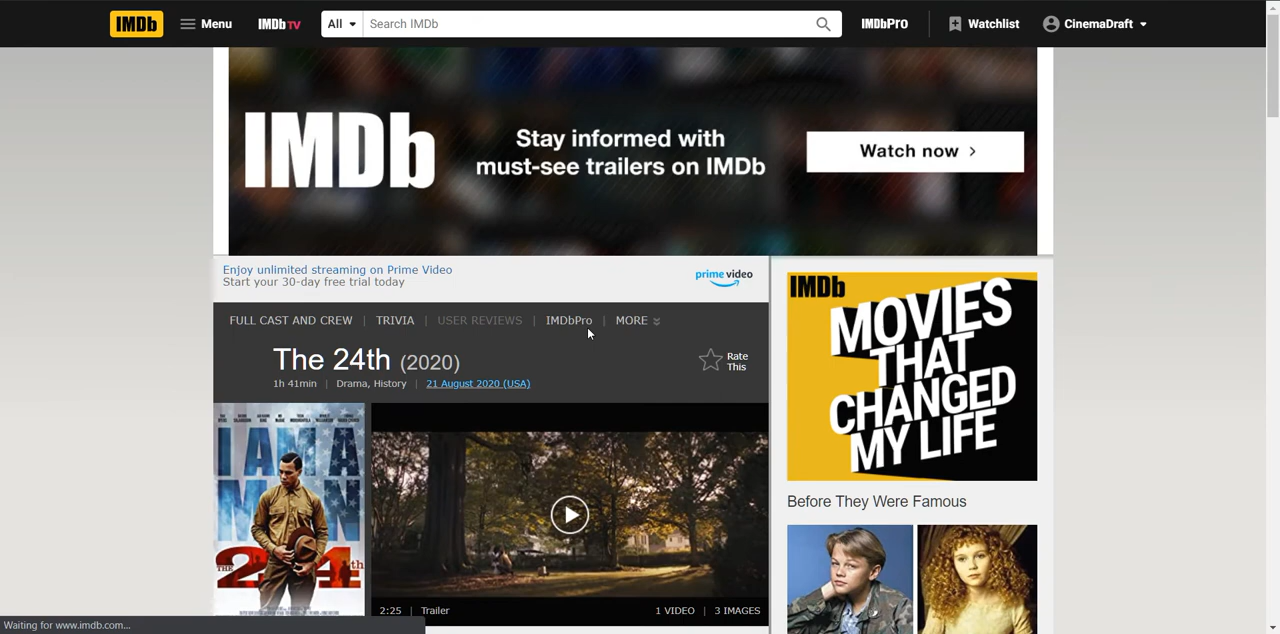 IMDb
Menu
IMDbTV
All
Search IMDb
IMDbPRO
Watchlist
CinemaDraft
IMDb
Stay informed with
must-see trailers on IMDb
Watch now
Enjoy unlimited streaming on Prime Video
Start your 30-day free trial today
prime video
FULL CAST AND CREW | TRIVIA | USER REVIEWS | IMDbPro | MORE
The 24th (2020)
1h 41min | Drama, History | 21 August 2020 (USA)
Rate
This
I AM A
MAN
THE
24th
2:25 | Trailer
1 VIDEO | 3 IMAGES
IMDb
MOVIES
THAT
CHANGED
MY LIFE
Before They Were Famous
Waiting for www.imdb.com...